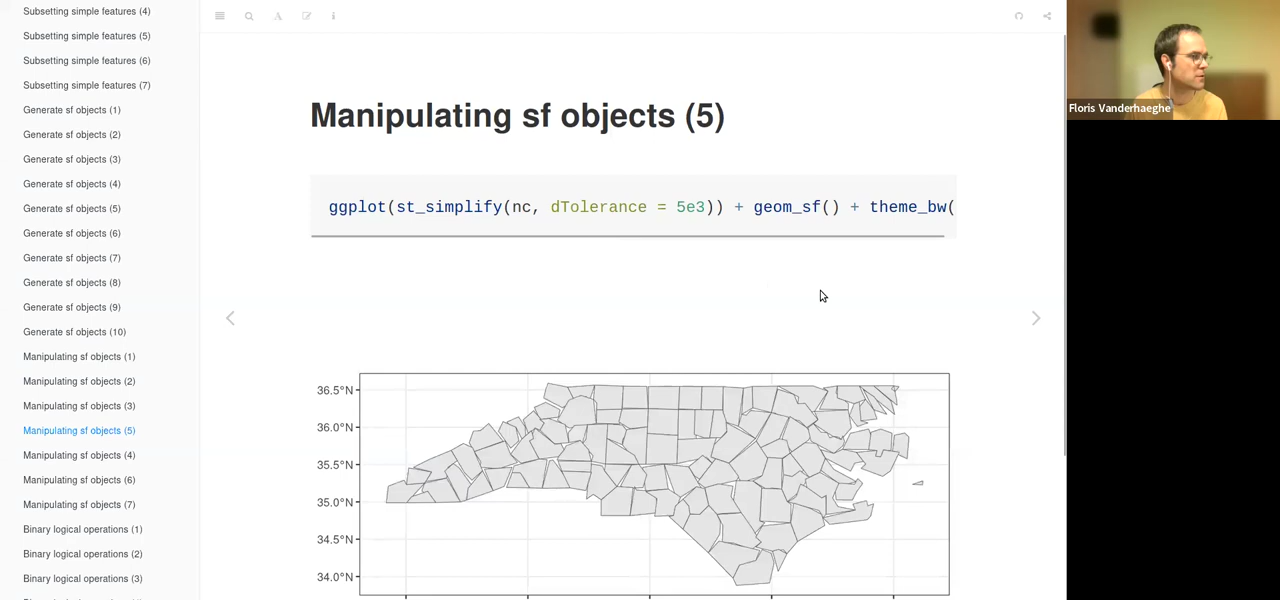 Subsetting simple features (4)
Subsetting simple features (5)
Subsetting simple features (6)
Subsetting simple features (7)
Generate sf objects (1)
Generate sf objects (2)
Generate sf objects (3)
Generate sf objects (4)
Generate sf objects (5)
Generate sf objects (6)
Generate sf objects (7)
Generate sf objects (8)
Generate sf objects (9)
Generate sf objects (10)
Manipulating sf objects (1)
Manipulating sf objects (2)
Manipulating sf objects (3)
Manipulating sf objects (5)
Manipulating sf objects (4)
Manipulating sf objects (6)
Manipulating sf objects (7)
Binary logical operations (1)
Binary logical operations (2)
Binary logical operations (3)
A
i
Manipulating sf objects (5)
ggplot(st_simplify(nc, dTolerance = 5e3)) + geom_sf() + theme_bw(
36.5°N
36.0°N
35.5°N
35.0°N
34.5°N
34.0°N
Floris Vanderhaeghe